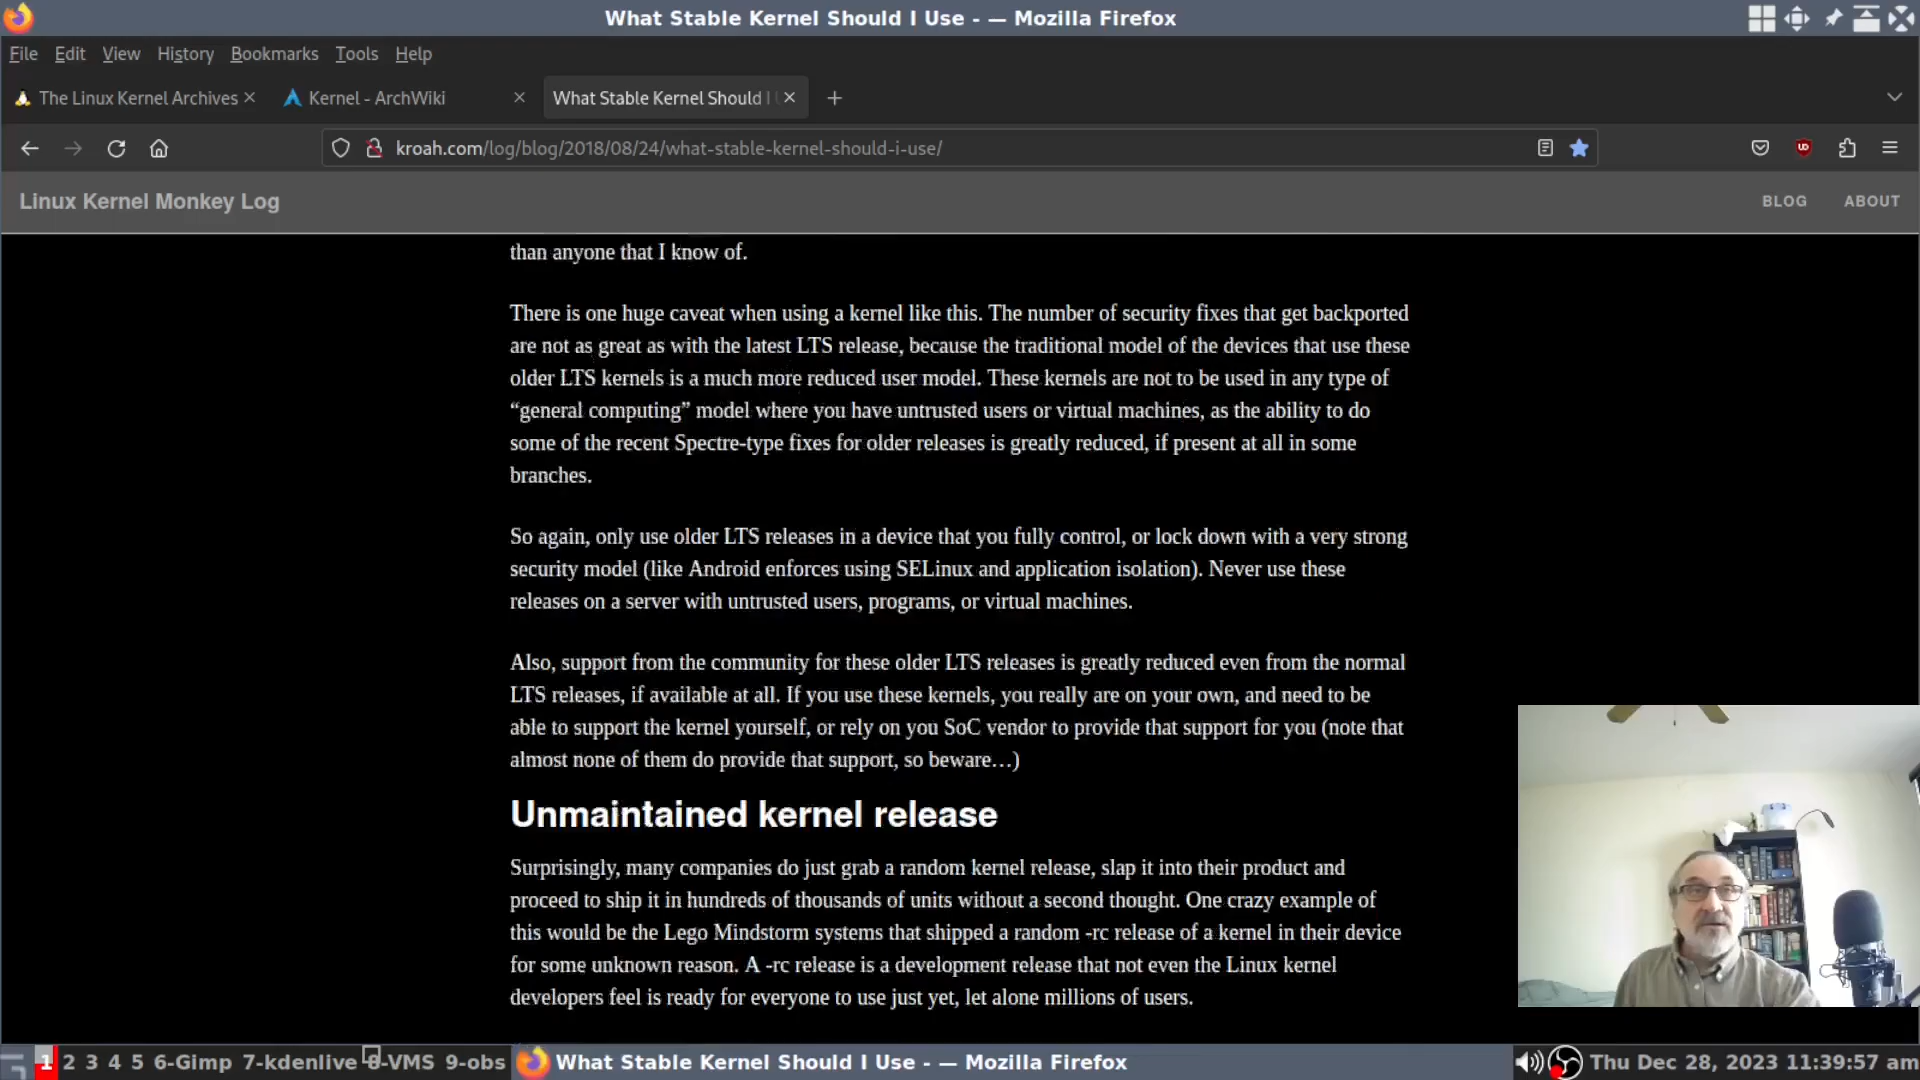 What Stable Kernel Should I Use - — Mozilla Firefox
File Edit View History Bookmarks Tools Help
The Linux Kernel Archives
Kernel - ArchWiki
What Stable Kernel Should I
kroah.com/log/blog/2018/08/24/what-stable-kernel-should-i-use/
Linux Kernel Monkey Log
BLOG ABOUT
than anyone that I know of.
There is one huge caveat when using a kernel like this. The number of security fixes that get backported
are not as great as with the latest LTS release, because the traditional model of the devices that use these
older LTS kernels is a much more reduced user model. These kernels are not to be used in any type of
“general computing” model where you have untrusted users or virtual machines, as the ability to do
some of the recent Spectre-type fixes for older releases is greatly reduced, if present at all in some
branches.
So again, only use older LTS releases in a device that you fully control, or lock down with a very strong
security model (like Android enforces using SELinux and application isolation). Never use these
releases on a server with untrusted users, programs, or virtual machines.
Also, support from the community for these older LTS releases is greatly reduced even from the normal
LTS releases, if available at all. If you use these kernels, you really are on your own, and need to be
able to support the kernel yourself, or rely on you SoC vendor to provide that support for you (note that
almost none of them do provide that support, so beware…)
Unmaintained kernel release
Surprisingly, many companies do just grab a random kernel release, slap it into their product and
proceed to ship it in hundreds of thousands of units without a second thought. One crazy example of
this would be the Lego Mindstorm systems that shipped a random -rc release of a kernel in their device
for some unknown reason. A -rc release is a development release that not even the Linux kernel
developers feel is ready for everyone to use just yet, let alone millions of users.
1 2 3 4 5 6-Gimp 7-kdenlive 8-VMS 9-obs What Stable Kernel Should I Use - — Mozilla Firefox Thu Dec 28, 2023 11:39:57 am